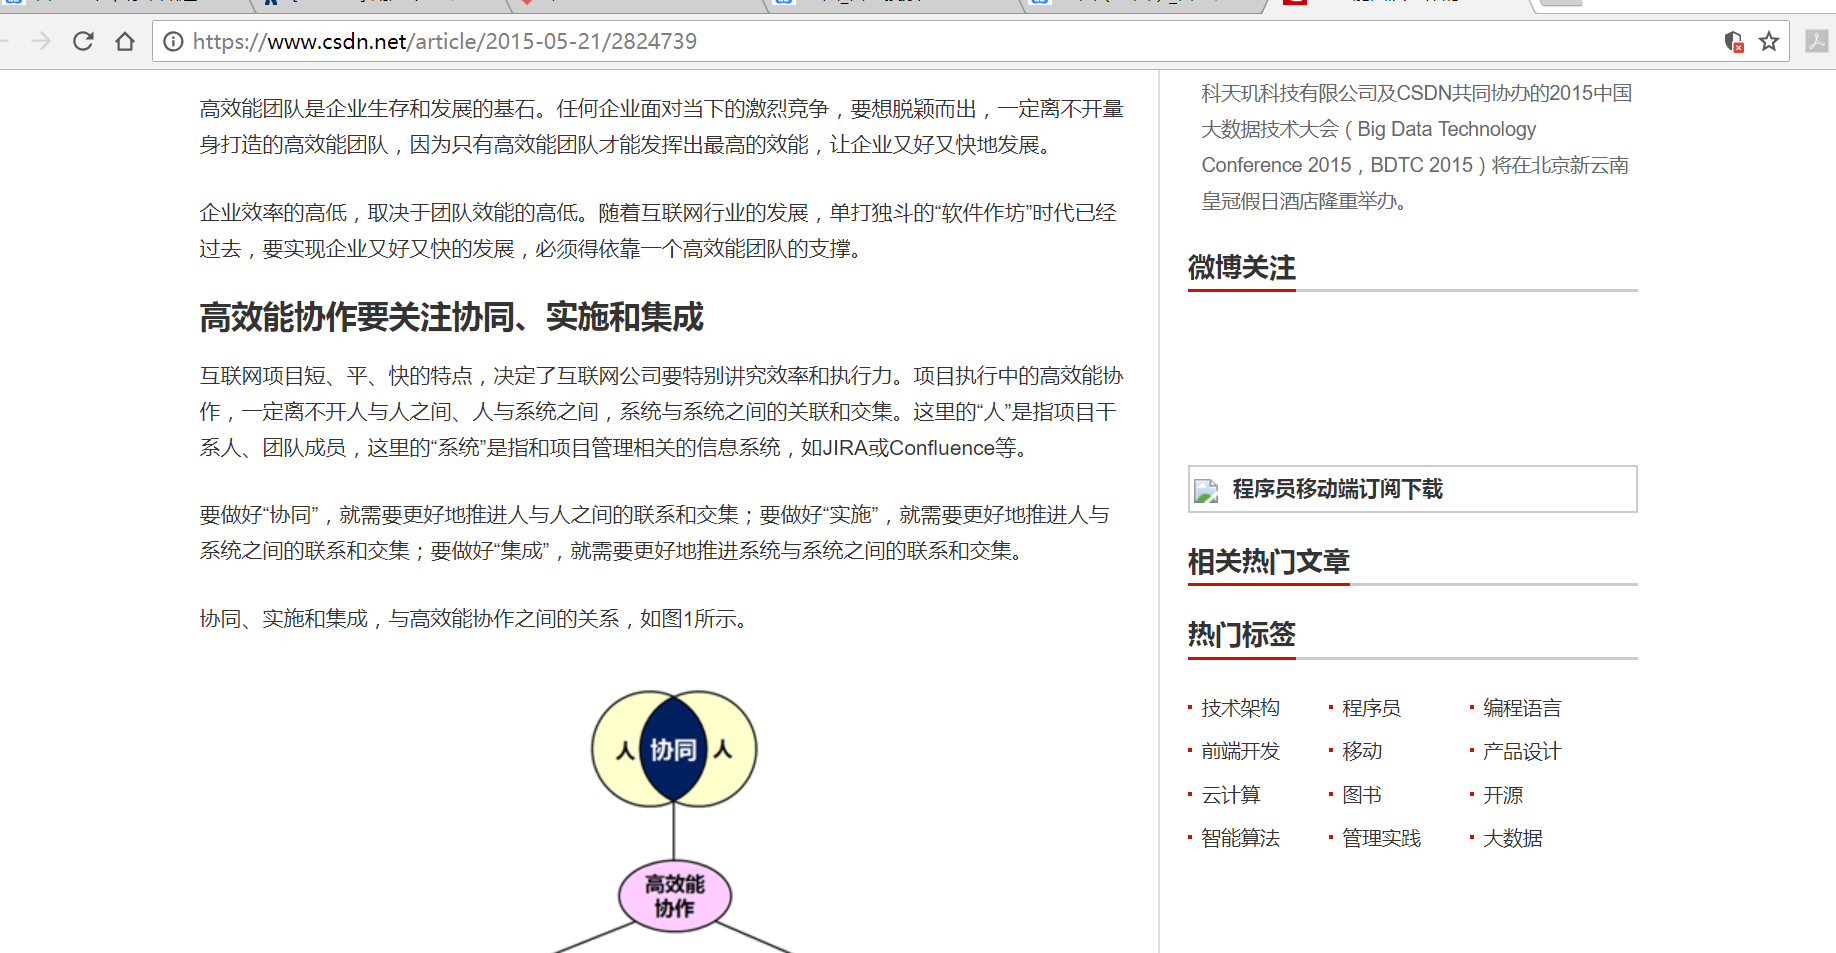 https://www.csdn.net/article/2015-05-21/2824739
高效能团队是企业生存和发展的基石。任何企业面对当下的激烈竞争，要想脱颖而出，一定离不开量
身打造的高效能团队，因为只有高效能团队才能发挥出最高的效能，让企业又好又快地发展。
企业效率的高低，取决于团队效能的高低。随着互联网行业的发展，单打独斗的“软件作坊”时代已经
过去，要实现企业又好又快的发展，必须得依靠一个高效能团队的支撑。
高效能协作要关注协同、实施和集成
互联网项目短、平、快的特点，决定了互联网公司要特别讲究效率和执行力。项目执行中的高效能协
作，一定离不开人与人之间、人与系统之间，系统与系统之间的关联和交集。这里的“人”是指项目干
系人、团队成员，这里的“系统”是指和项目管理相关的信息系统，如JIRA或Confluence等。
要做好“协同”，就需要更好地推进人与人之间的联系和交集；要做好“实施”，就需要更好地推进人与
系统之间的联系和交集；要做好“集成”，就需要更好地推进系统与系统之间的联系和交集。
协同、实施和集成，与高效能协作之间的关系，如图1所示。
人 协同 人
高效能
协作
科天玑科技有限公司及CSDN共同协办的2015中国
大数据技术大会（Big Data Technology
Conference 2015，BDTC 2015）将在北京新云南
皇冠假日酒店隆重举办。
微博关注
程序员移动端订阅下载
相关热门文章
热门标签
技术架构 程序员 编程语言
前端开发 移动 产品设计
云计算 图书 开源
智能算法 管理实践 大数据